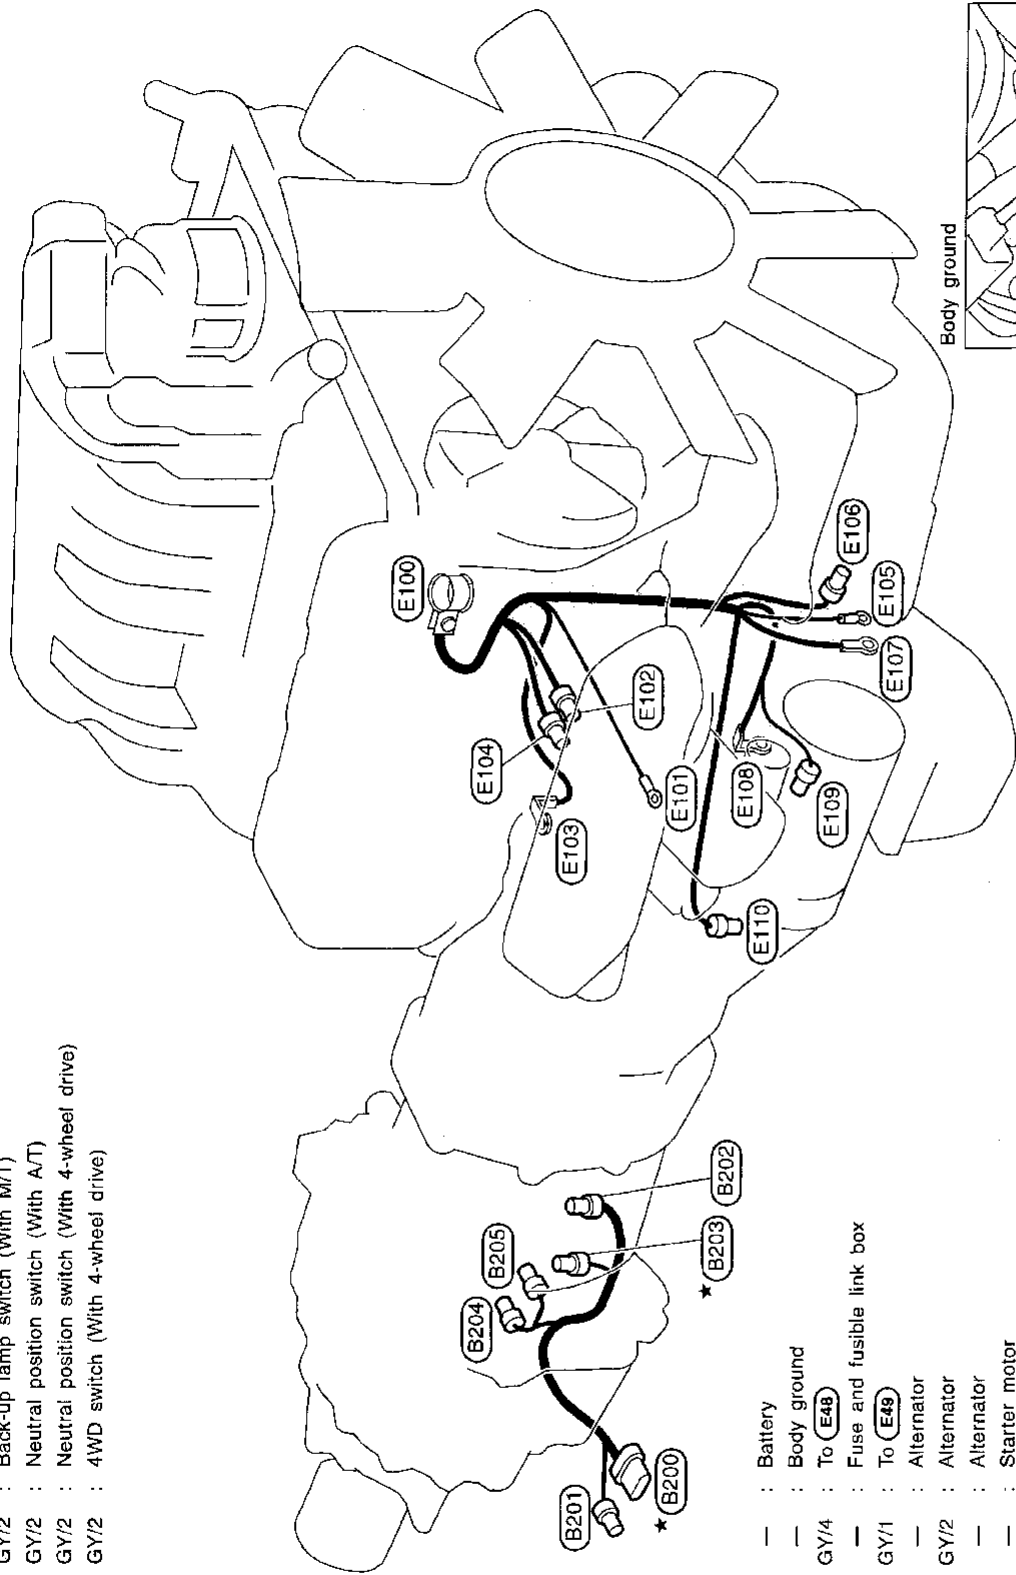 GY/2 : Back-up lamp switch (With M/T)
GY/2 : Neutral position switch (With A/T)
GY/2 : Neutral position switch (With 4-wheel drive)
GY/2 : 4WD switch (With 4-wheel drive)
E100
E104
E102
E103
E101
E106
E105
E107
E108
E109
E110
Body ground
B205
B204
B202
★ B203
B201
★ B200
— : Battery
— : Body ground
GY/4 : To E48
— : Fuse and fusible link box
GY/1 : To E49
— : Alternator
GY/2 : Alternator
— : Alternator
— : Starter motor